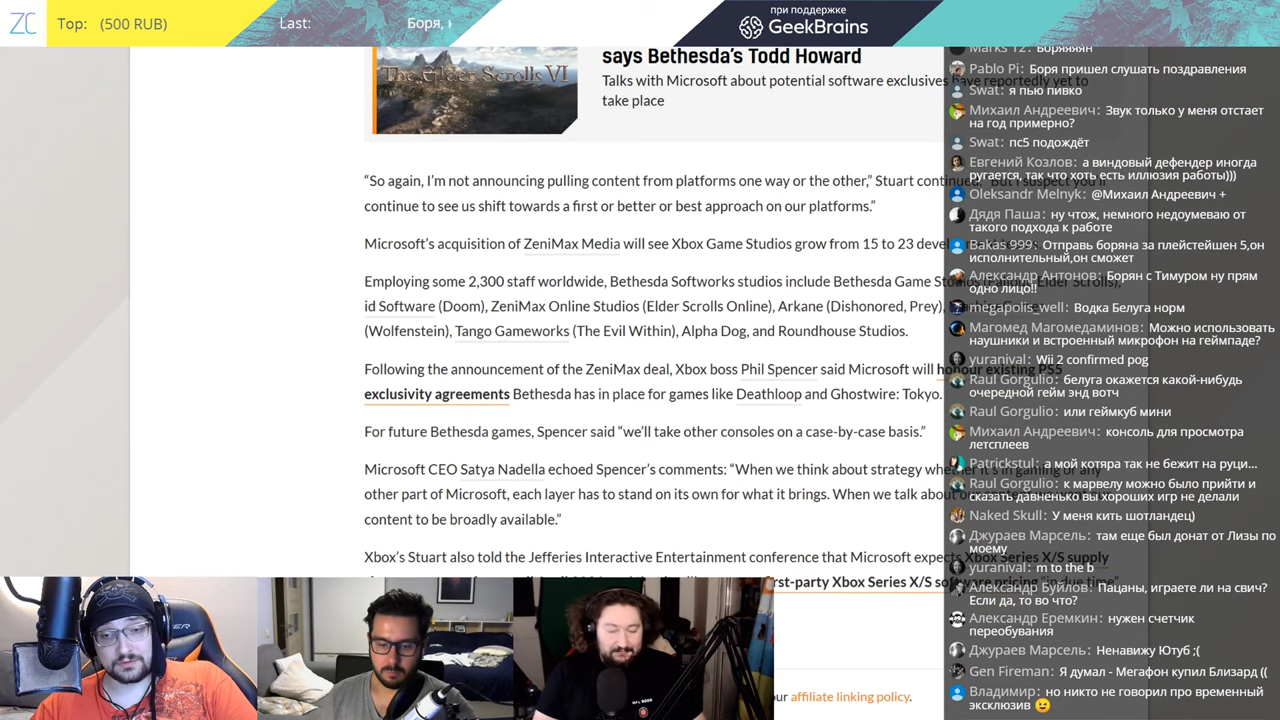 ZC Top: (500 RUB) Last: Боря, н
при поддержке
GeekBrains
says Bethesda's Todd Howard
The Elder Scrolls VI
Talks with Microsoft about potential software exclusives have reportedly yet to
take place
“So again, I'm not announcing pulling content from platforms one way or the other,” Stuart continued. “But I suspect you'll
continue to see us shift towards a first or better or best approach on our platforms.”
Microsoft's acquisition of ZeniMax Media will see Xbox Game Studios grow from 15 to 23
Employing some 2,300 staff worldwide, Bethesda Softworks studios include Bethesda Game Studios (Fallout, Elder Scrolls),
id Software (Doom), ZeniMax Online Studios (Elder Scrolls Online), Arkane (Dishonored, Prey),
(Wolfenstein), Tango Gameworks (The Evil Within), Alpha Dog, and Roundhouse Studios.
Following the announcement of the ZeniMax deal, Xbox boss Phil Spencer said Microsoft will honour existing PS5
exclusivity agreements Bethesda has in place for games like Deathloop and Ghostwire: Tokyo.
For future Bethesda games, Spencer said “we'll take other consoles on a case-by-case basis.”
Microsoft CEO Satya Nadella echoed Spencer's comments: “When we think about strategy whether it's in gaming or any
other part of Microsoft, each layer has to stand on its own for what it brings. When we talk about
content to be broadly available.”
Xbox's Stuart also told the Jefferies Interactive Entertainment conference that Microsoft expects Xbox Series X/S supply
rst-party Xbox Series X/S software pricing “in due time”
our affiliate linking policy.
Marks 12: Боряяяян
Pablo Pi: Боря пришел слушать поздравления
Swat: я пью пивко
Михаил Андреевич: Звук только у меня отстает
на год примерно?
Swat: пс5 подождёт
Евгений Козлов: а виндовый дефендер иногда
ругается, так что хоть есть иллюзия работы)))
Oleksandr Melnyk: @Михаил Андреевич +
Дядя Паша: ну чтож, немного недоумеваю от
такого подхода к работе
Bakas 999: Отправь боряна за плейстейшен 5,он
исполнительный,он сможет
Александр Антонов: Борян с Тимуром ну прям
одно лицо!!
megapolis_well: Водка Белуга норм
Магомед Магомедаминов: Можно использовать
наушники и встроенный микрофон на геймпаде?
yuranival: Wii 2 confirmed pog
Raul Gorgulio: белуга окажется какой-нибудь
очередной гейм энд вотч
Raul Gorgulio: или геймкуб мини
Михаил Андреевич: консоль для просмотра
летсплеев
Patrickstul: а мой котяра так не бежит на руци...
Raul Gorgulio: к марвелу можно было прийти и
сказать давненько вы хороших игр не делали
Naked Skull: У меня кить шотландец)
Джураев Марсель: там еще был донат от Лизы по
моему
yuranival: m to the b
Александр Буйлов: Пацаны, играете ли на свич?
Если да, то во что?
Александр Еремкин: нужен счетчик
переобувания
Джураев Марсель: Ненавижу Ютуб ;(
Gen Fireman: Я думал - Мегафон купил Близард ((
Владимир: но никто не говорил про временный
эксклюзив 😉